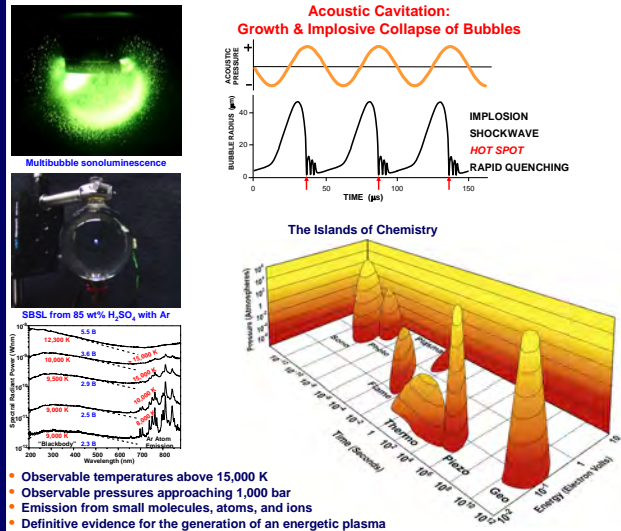 Acoustic Cavitation:
Growth & Implosive Collapse of Bubbles
+
ACOUSTIC
PRESSURE
−
BUBBLE RADIUS (μm)
40
20
0
0 50 100 150
TIME (μs)
IMPLOSION
SHOCKWAVE
HOT SPOT
RAPID QUENCHING
Multibubble sonoluminescence
SBSL from 85 wt% H₂SO₄ with Ar
Spectral Radiant Power (W/nm)
12,300 K 5.5 B
10,000 K 3.6 B 15,000 K
9,500 K 2.9 B 15,000 K
9,000 K 2.5 B 10,000 K
8,000 K
9,000 K
"Blackbody" 2.3 B
Ar Atom
Emission
200 300 400 500 600 700 800
Wavelength (nm)
The Islands of Chemistry
Pressure (Atmospheres)
Sono
Photo
Plasma
Flame
Thermo
Piezo
Geo
Time (Seconds)
Energy (Electron Volts)
• Observable temperatures above 15,000 K
• Observable pressures approaching 1,000 bar
• Emission from small molecules, atoms, and ions
• Definitive evidence for the generation of an energetic plasma